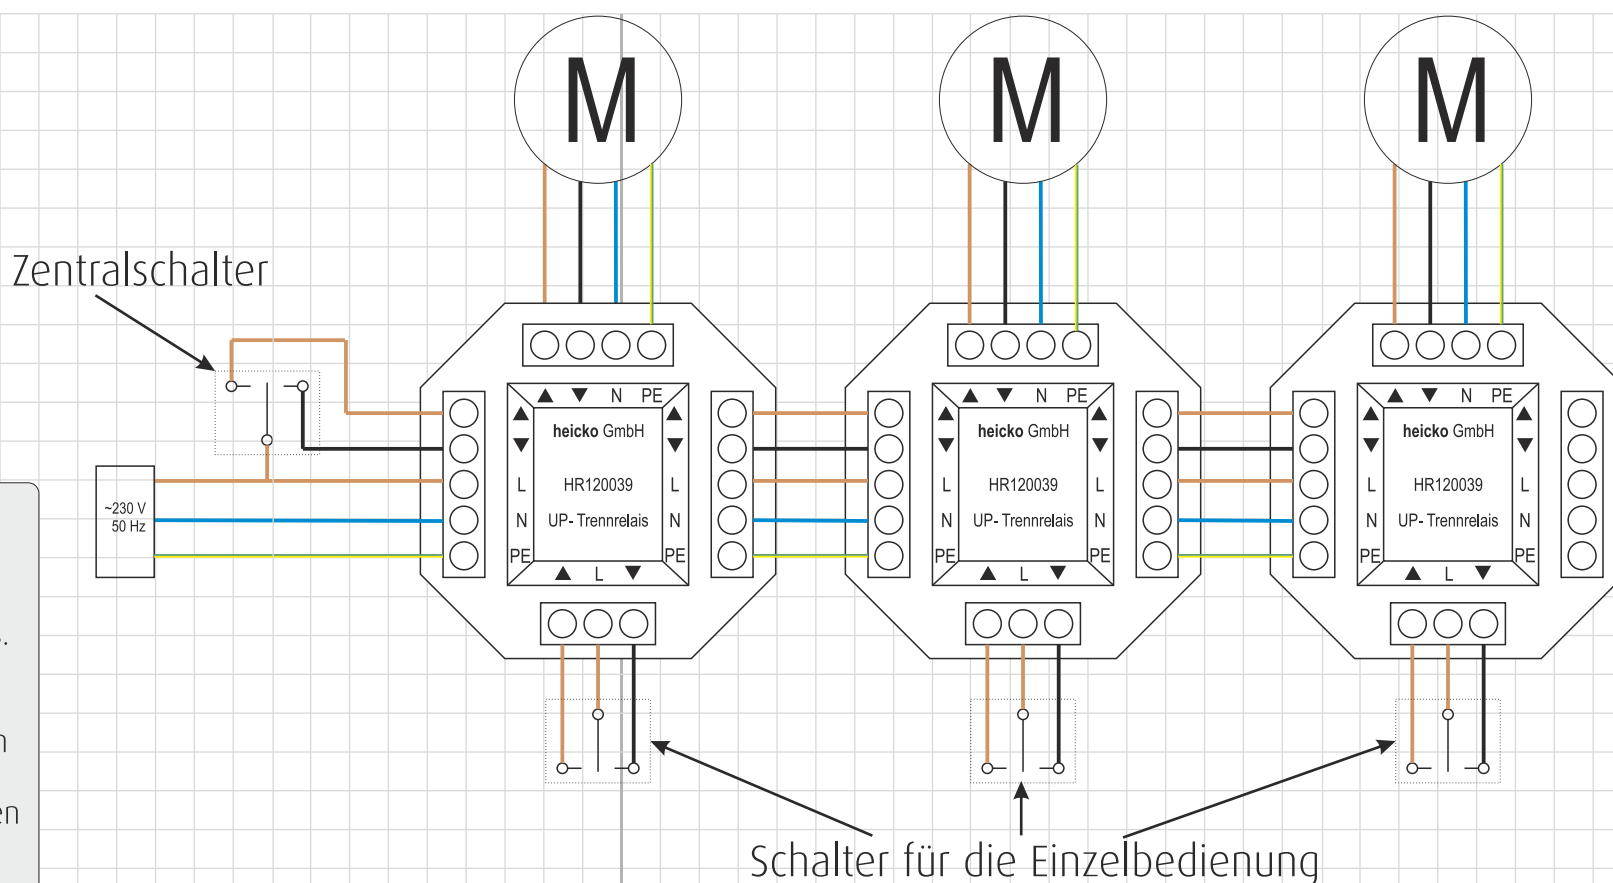 M M M
Zentralschalter
▲ ▼ N PE
▲ ▼ N PE
▲ ▼ N PE
▲ heicko GmbH ▲
▼ ▼
L HR120039 L
N UP- Trennrelais N
PE PE
▲ L ▼
▲ heicko GmbH ▲
▼ ▼
L HR120039 L
N UP- Trennrelais N
PE PE
▲ L ▼
▲ heicko GmbH ▲
▼ ▼
L HR120039 L
N UP- Trennrelais N
PE PE
▲ L ▼
~230 V
50 Hz
Schalter für die Einzelbedienung